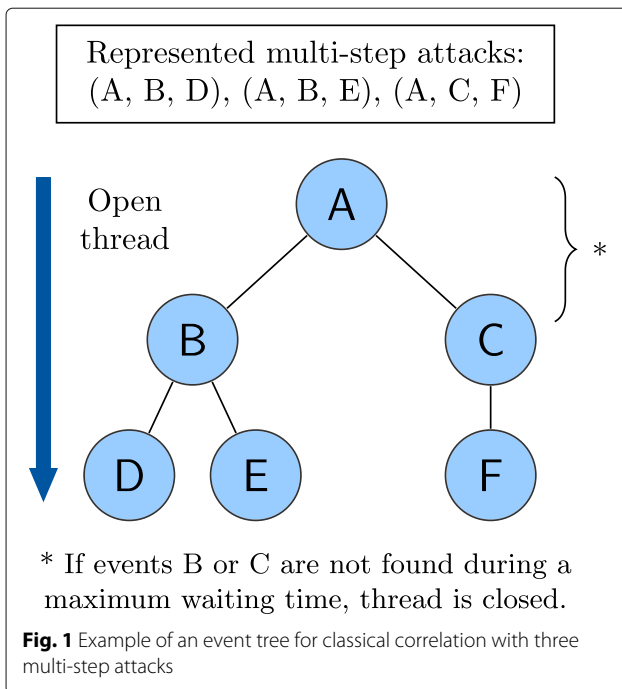 Represented multi-step attacks:
(A, B, D), (A, B, E), (A, C, F)
Open
thread
A
*
B
C
D
E
F
* If events B or C are not found during a
maximum waiting time, thread is closed.
Fig. 1 Example of an event tree for classical correlation with three
multi-step attacks